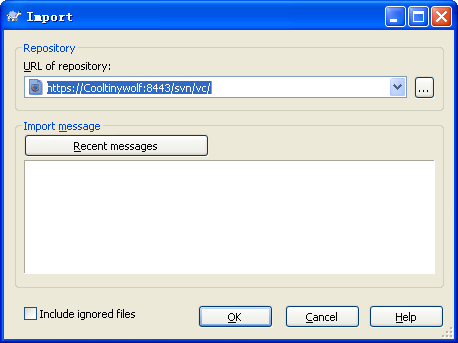 Import
Repository
URL of repository:
https://Cooltinywolf:8443/svn/vc/
...
Import message
Recent messages
Include ignored files
OK
Cancel
Help